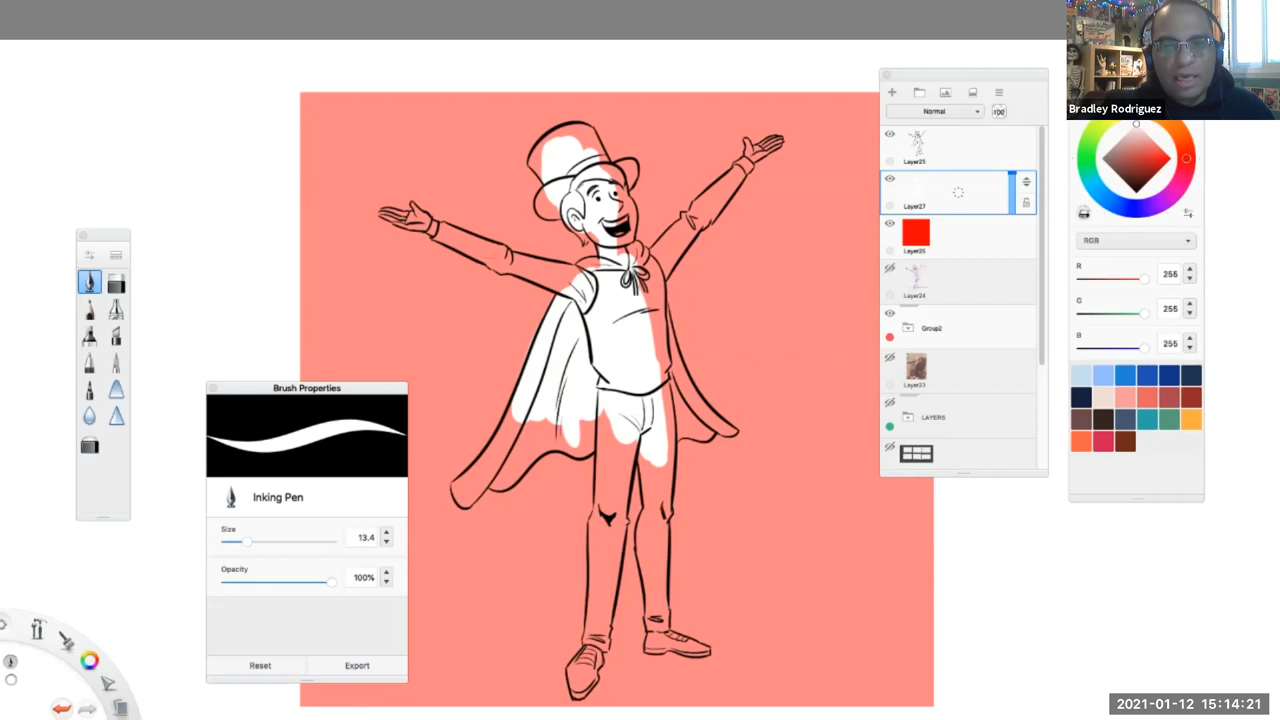 Bradley Rodriguez
Normal
100
Layer25
Layer27
Layer26
Layer24
Group2
Layer23
LAYERS
RGB
R
255
G
255
B
255
Brush Properties
Inking Pen
Size
13.4
Opacity
100%
Reset
Export
2021-01-12 15:14:21